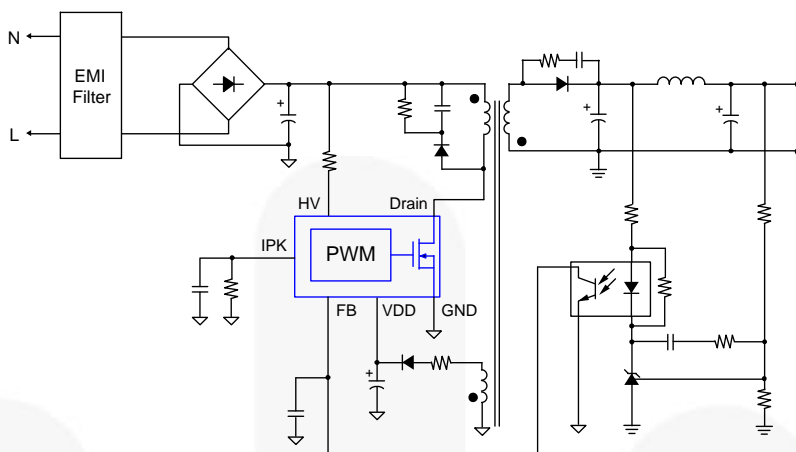 N
EMI
Filter
L
HV
Drain
IPK
PWM
FB
VDD
GND
+
+
+
+